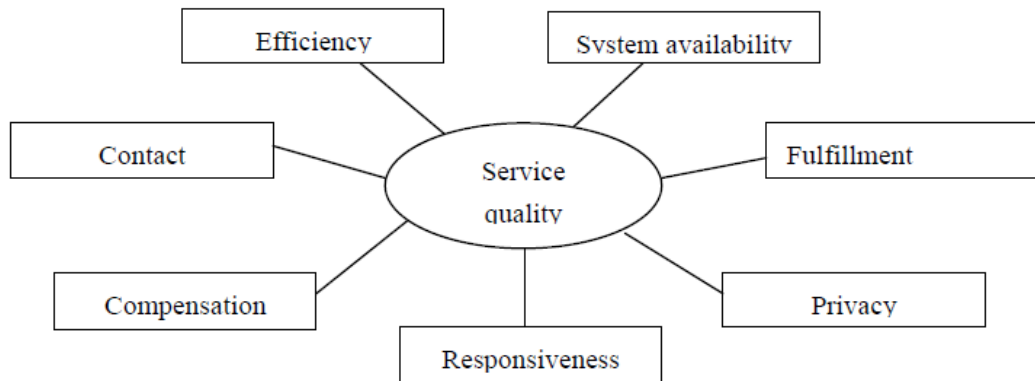 Efficiency
System availability
Contact
Service
quality
Fulfillment
Compensation
Privacy
Responsiveness